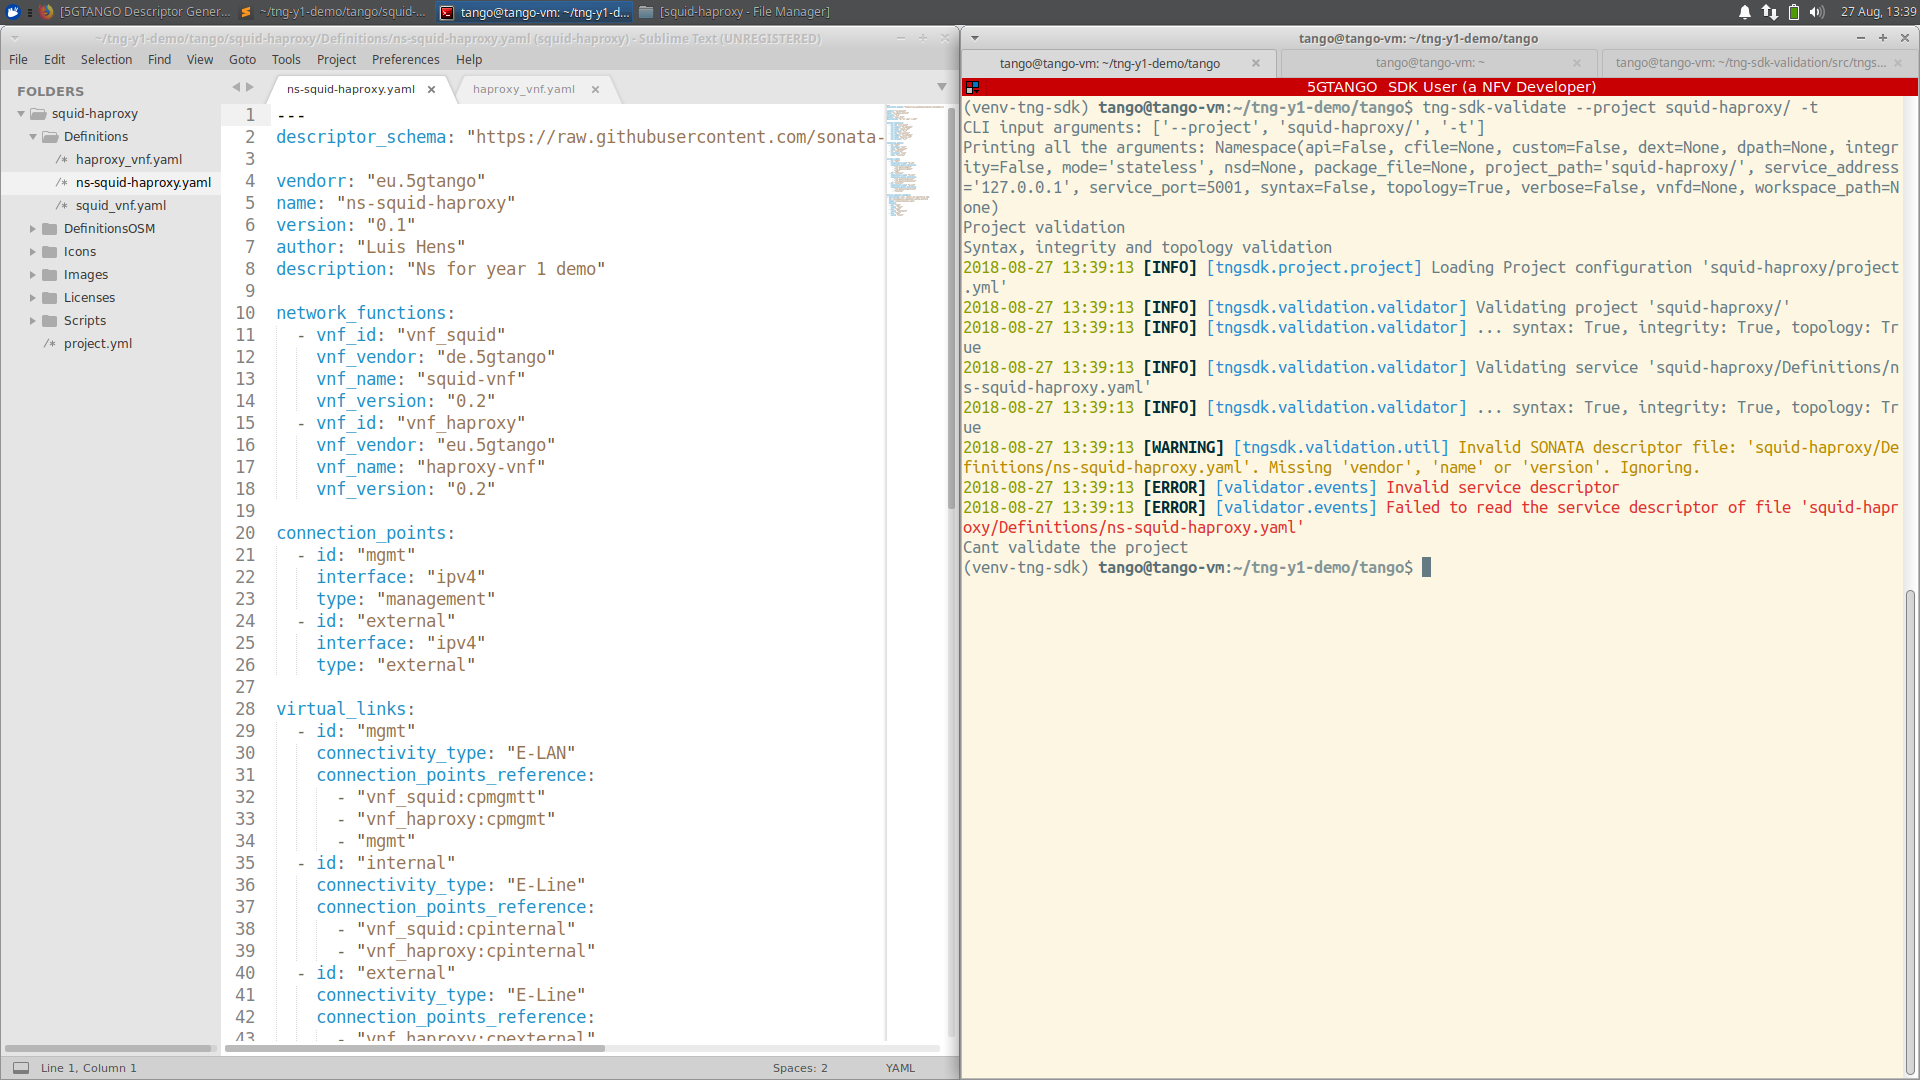 [5GTANGO Descriptor Gener...
~/tng-y1-demo/tango/squid-...
tango@tango-vm: ~/tng-y1-d...
[squid-haproxy - File Manager]
27 Aug, 13:39
~/tng-y1-demo/tango/squid-haproxy/Definitions/ns-squid-haproxy.yaml (squid-haproxy) - Sublime Text (UNREGISTERED)
File Edit Selection Find View Goto Tools Project Preferences Help
FOLDERS
squid-haproxy
Definitions
/* haproxy_vnf.yaml
/* ns-squid-haproxy.yaml
/* squid_vnf.yaml
DefinitionsOSM
Icons
Images
Licenses
Scripts
/* project.yml
ns-squid-haproxy.yaml
haproxy_vnf.yaml
1 ---
2 descriptor_schema: "https://raw.githubusercontent.com/sonata-
3
4 vendorr: "eu.5gtango"
5 name: "ns-squid-haproxy"
6 version: "0.1"
7 author: "Luis Hens"
8 description: "Ns for year 1 demo"
9
10 network_functions:
11 - vnf_id: "vnf_squid"
12 vnf_vendor: "de.5gtango"
13 vnf_name: "squid-vnf"
14 vnf_version: "0.2"
15 - vnf_id: "vnf_haproxy"
16 vnf_vendor: "eu.5gtango"
17 vnf_name: "haproxy-vnf"
18 vnf_version: "0.2"
19
20 connection_points:
21 - id: "mgmt"
22 interface: "ipv4"
23 type: "management"
24 - id: "external"
25 interface: "ipv4"
26 type: "external"
27
28 virtual_links:
29 - id: "mgmt"
30 connectivity_type: "E-LAN"
31 connection_points_reference:
32 - "vnf_squid:cpmgmtt"
33 - "vnf_haproxy:cpmgmt"
34 - "mgmt"
35 - id: "internal"
36 connectivity_type: "E-Line"
37 connection_points_reference:
38 - "vnf_squid:cpinternal"
39 - "vnf_haproxy:cpinternal"
40 - id: "external"
41 connectivity_type: "E-Line"
42 connection_points_reference:
43 - "vnf_haproxy:cpexternal"
Line 1, Column 1
Spaces: 2
YAML
tango@tango-vm: ~/tng-y1-demo/tango
tango@tango-vm: ~/tng-y1-demo/tango
tango@tango-vm: ~
tango@tango-vm: ~/tng-sdk-validation/src/tngs...
5GTANGO SDK User (a NFV Developer)
(venv-tng-sdk) tango@tango-vm:~/tng-y1-demo/tango$ tng-sdk-validate --project squid-haproxy/ -t
CLI input arguments: ['--project', 'squid-haproxy/', '-t']
Printing all the arguments: Namespace(api=False, cfile=None, custom=False, dext=None, dpath=None, integr
ity=False, mode='stateless', nsd=None, package_file=None, project_path='squid-haproxy/', service_address
='127.0.0.1', service_port=5001, syntax=False, topology=True, verbose=False, vnfd=None, workspace_path=N
one)
Project validation
Syntax, integrity and topology validation
2018-08-27 13:39:13 [INFO] [tngsdk.project.project] Loading Project configuration 'squid-haproxy/project
.yml'
2018-08-27 13:39:13 [INFO] [tngsdk.validation.validator] Validating project 'squid-haproxy/'
2018-08-27 13:39:13 [INFO] [tngsdk.validation.validator] ... syntax: True, integrity: True, topology: Tr
ue
2018-08-27 13:39:13 [INFO] [tngsdk.validation.validator] Validating service 'squid-haproxy/Definitions/n
s-squid-haproxy.yaml'
2018-08-27 13:39:13 [INFO] [tngsdk.validation.validator] ... syntax: True, integrity: True, topology: Tr
ue
2018-08-27 13:39:13 [WARNING] [tngsdk.validation.util] Invalid SONATA descriptor file: 'squid-haproxy/De
finitions/ns-squid-haproxy.yaml'. Missing 'vendor', 'name' or 'version'. Ignoring.
2018-08-27 13:39:13 [ERROR] [validator.events] Invalid service descriptor
2018-08-27 13:39:13 [ERROR] [validator.events] Failed to read the service descriptor of file 'squid-hapr
oxy/Definitions/ns-squid-haproxy.yaml'
Cant validate the project
(venv-tng-sdk) tango@tango-vm:~/tng-y1-demo/tango$